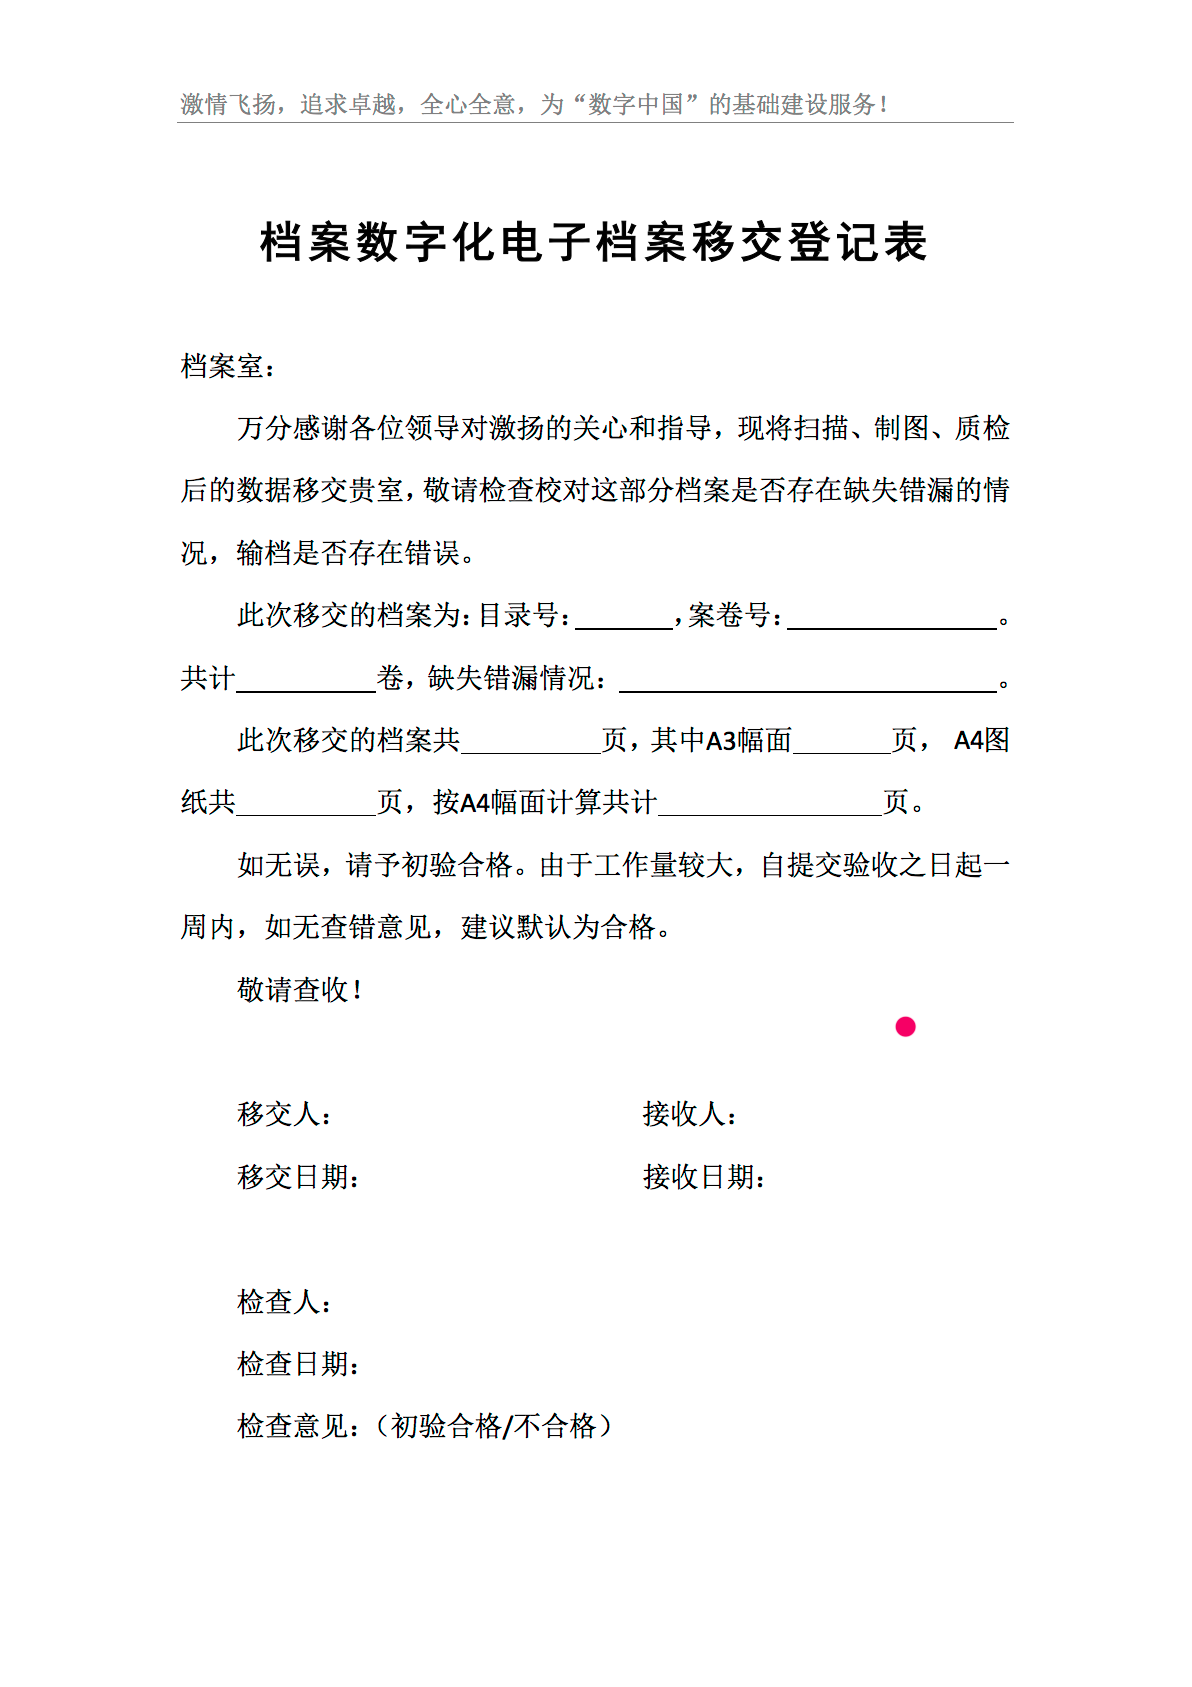 激情飞扬，追求卓越，全心全意，为“数字中国”的基础建设服务！
档案数字化电子档案移交登记表
档案室：
万分感谢各位领导对激扬的关心和指导，现将扫描、制图、质检
后的数据移交贵室，敬请检查校对这部分档案是否存在缺失错漏的情
况，输档是否存在错误。
此次移交的档案为：目录号：_______，案卷号：_______________。
共计__________卷，缺失错漏情况：___________________________。
此次移交的档案共__________页，其中A3幅面_______页， A4图
纸共__________页，按A4幅面计算共计________________页。
如无误，请予初验合格。由于工作量较大，自提交验收之日起一
周内，如无查错意见，建议默认为合格。
敬请查收！
移交人： 接收人：
移交日期： 接收日期：
检查人：
检查日期：
检查意见：（初验合格/不合格）